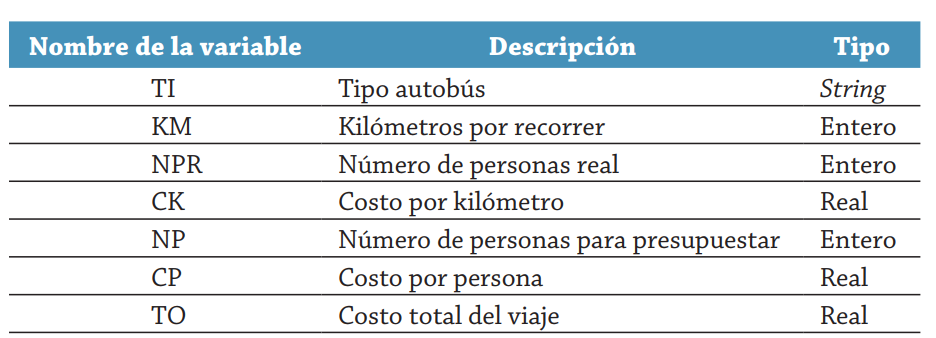 Nombre de la variable Descripción Tipo
TI Tipo autobús String
KM Kilómetros por recorrer Entero
NPR Número de personas real Entero
CK Costo por kilómetro Real
NP Número de personas para presupuestar Entero
CP Costo por persona Real
TO Costo total del viaje Real